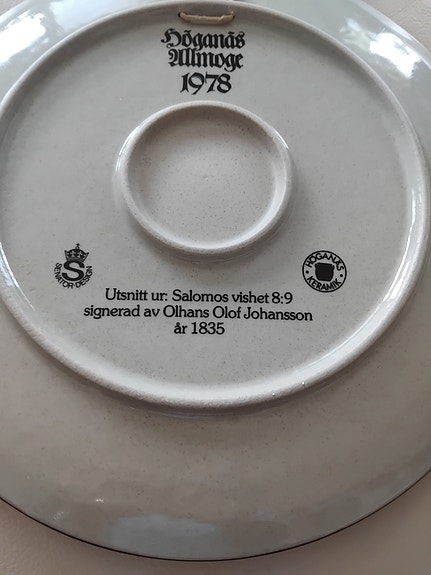 Höganäs
Allmoge
1978
S
SENATOR-DESIGN
HÖGANÄS
KERAMIK
Utsnitt ur: Salomos vishet 8:9
signerad av Olhans Olof Johansson
år 1835